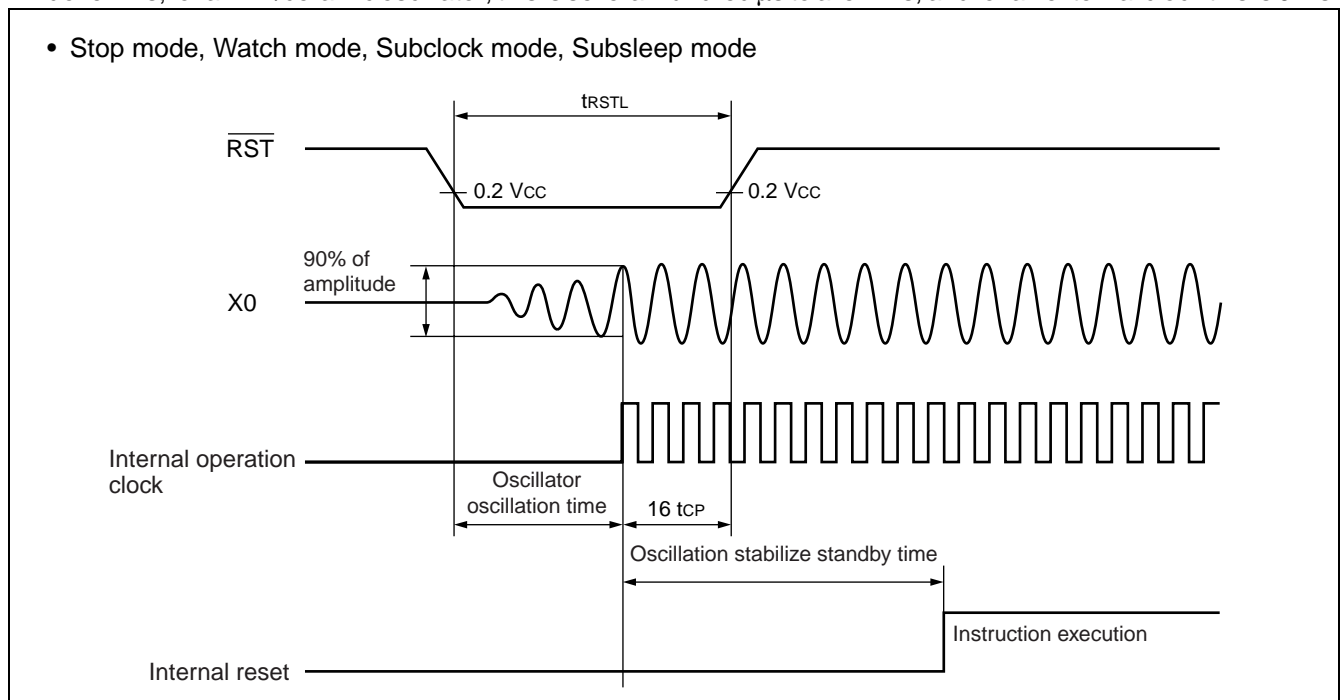 • Stop mode, Watch mode, Subclock mode, Subsleep mode
tRSTL
RST
0.2 VCC
0.2 VCC
90% of
amplitude
X0
Internal operation
clock
Oscillator
oscillation time
16 tCP
Oscillation stabilize standby time
Instruction execution
Internal reset